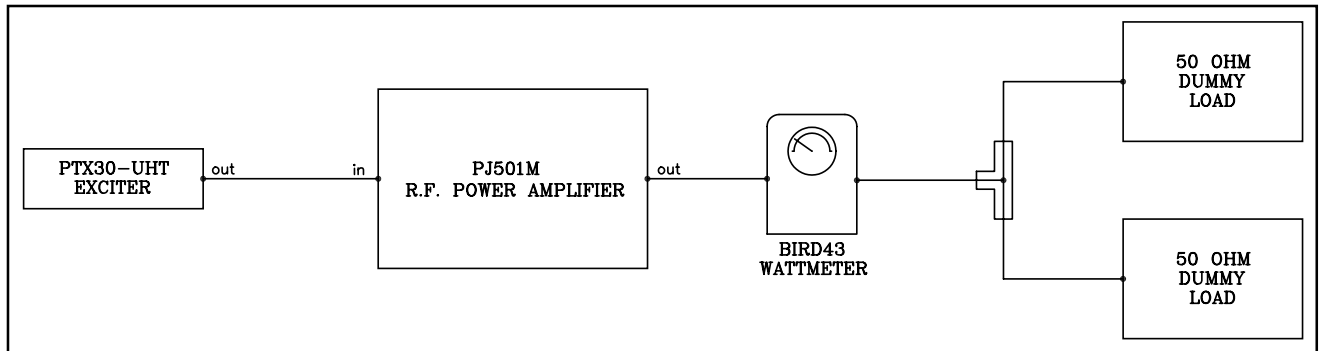 PTX30-UHT
EXCITER
out
in
PJ501M
R.F. POWER AMPLIFIER
out
BIRD43
WATTMETER
50 OHM
DUMMY
LOAD
50 OHM
DUMMY
LOAD